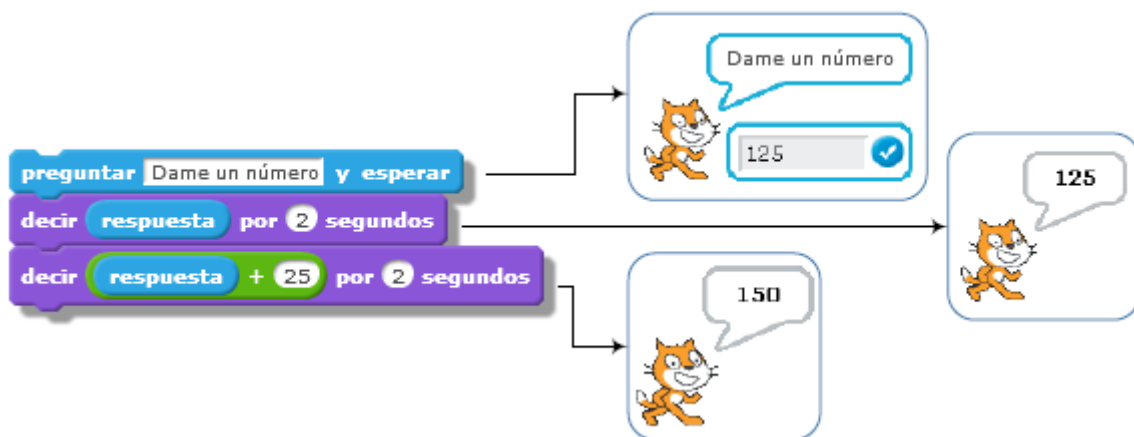 preguntar Dame un número y esperar
decir respuesta por 2 segundos
decir respuesta + 25 por 2 segundos
Dame un número
125
125
150